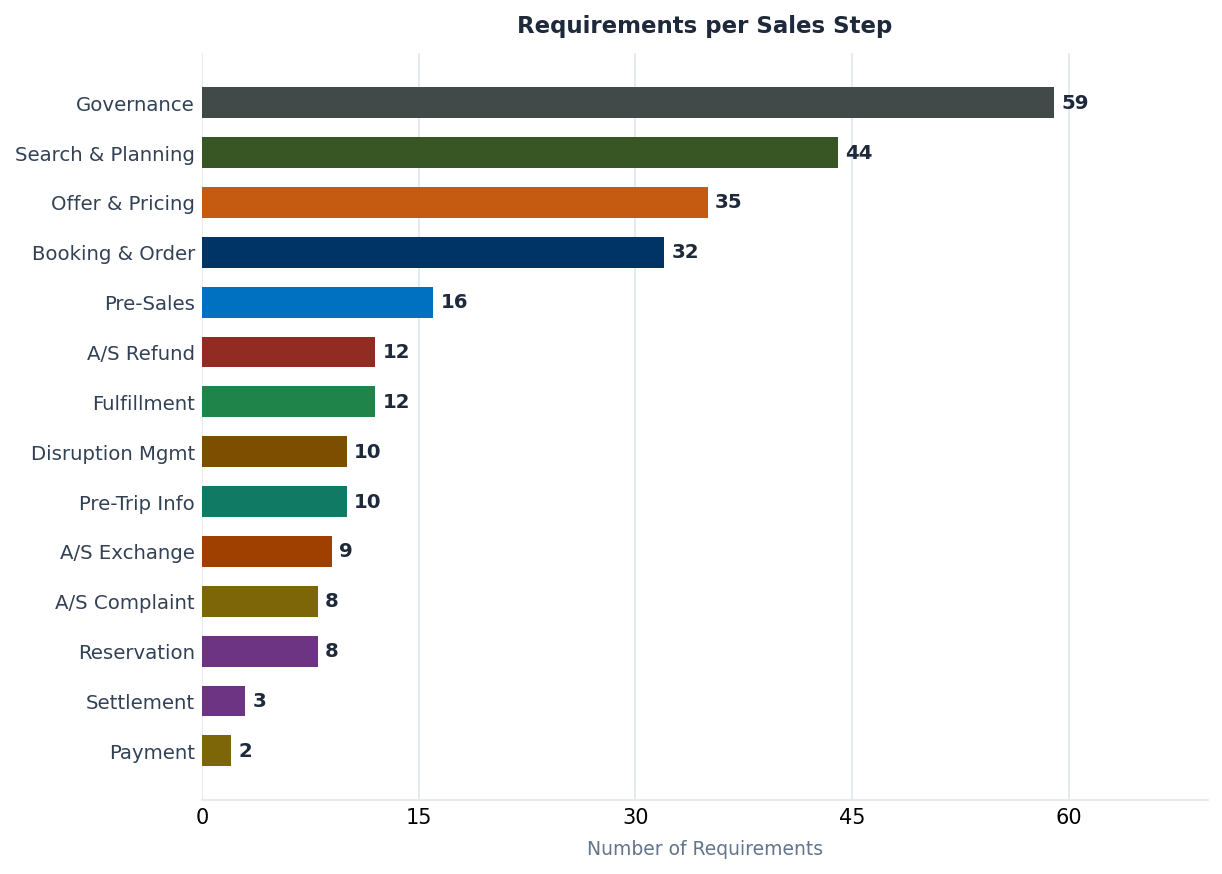 Requirements per Sales Step
Governance 59
Search & Planning 44
Offer & Pricing 35
Booking & Order 32
Pre-Sales 16
A/S Refund 12
Fulfillment 12
Disruption Mgmt 10
Pre-Trip Info 10
A/S Exchange 9
A/S Complaint 8
Reservation 8
Settlement 3
Payment 2
0 15 30 45 60
Number of Requirements